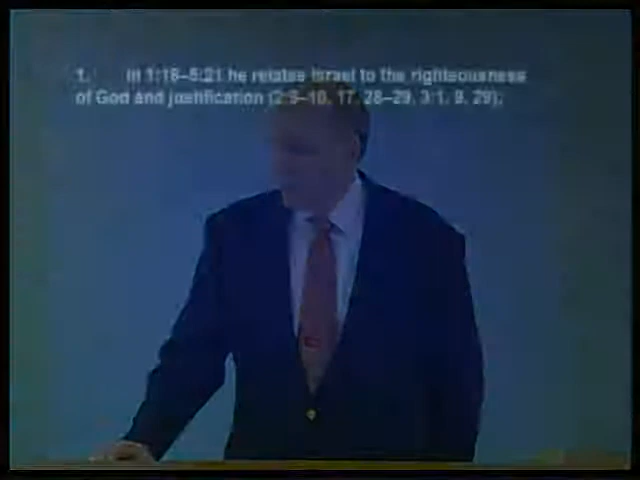 1. In 1:18–5:21 he relates Israel to the righteousness
of God and justification (2:9–10, 17, 28–29, 3:1, 9, 29);